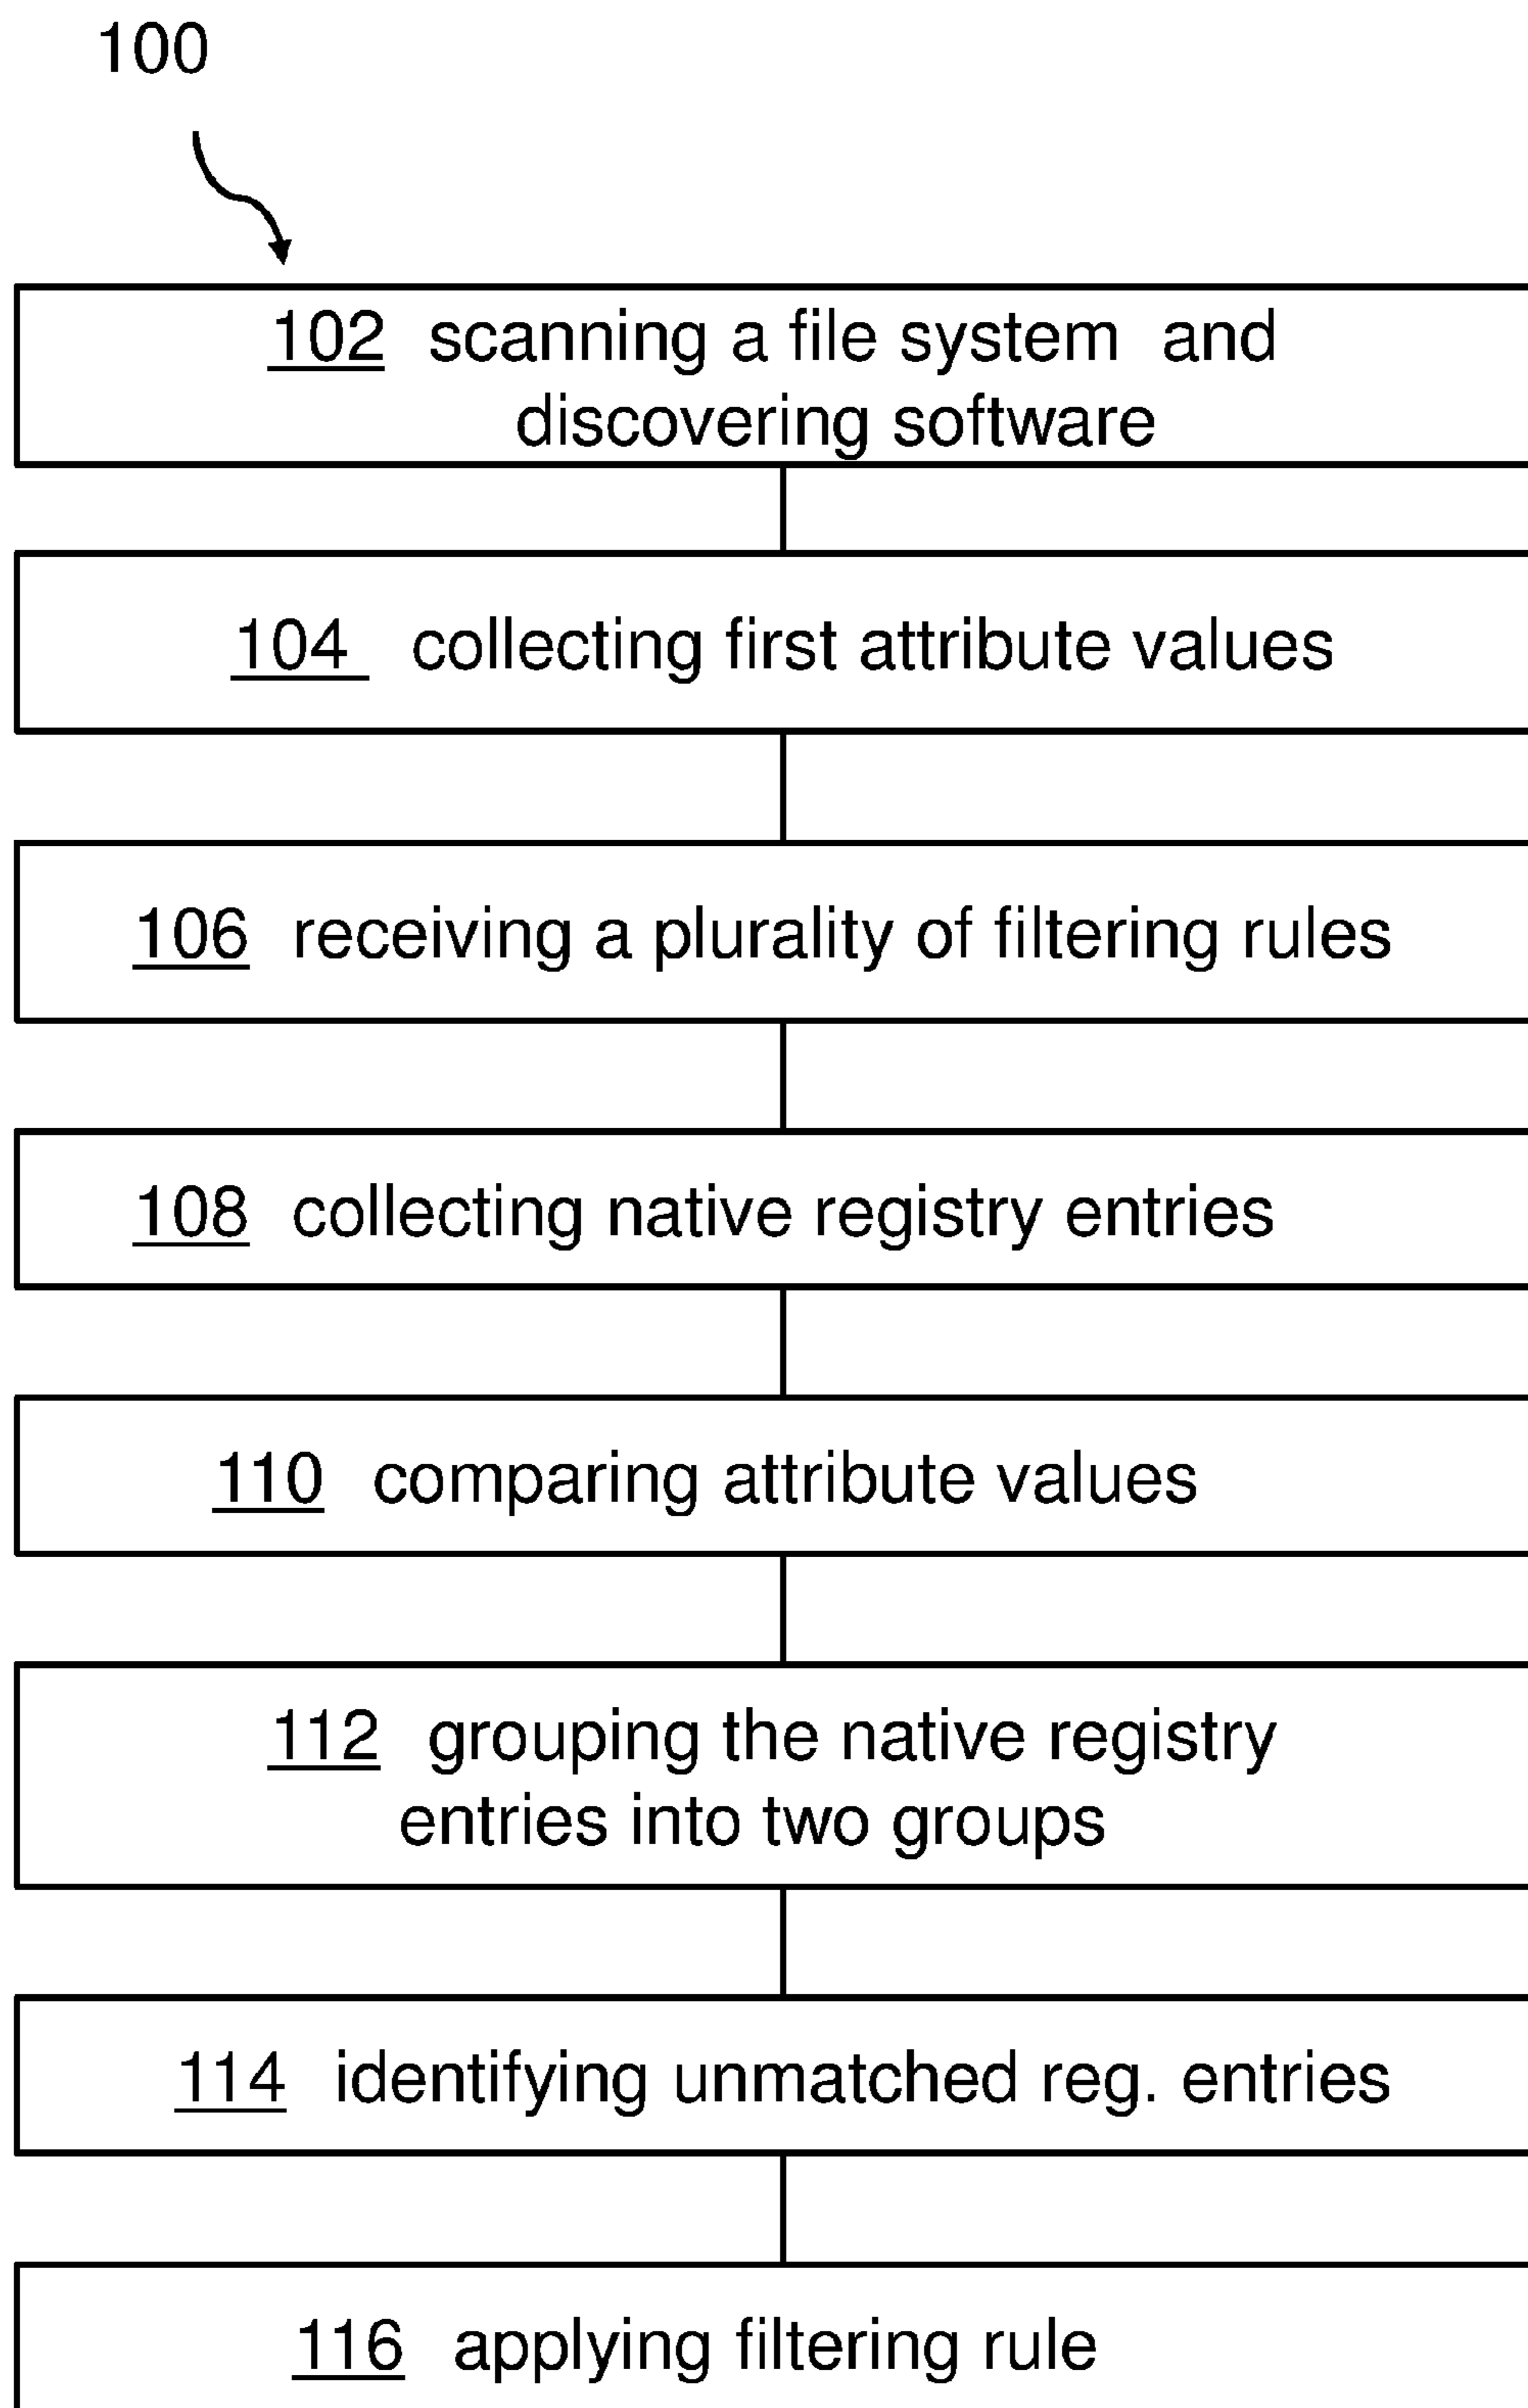 100
102 scanning a file system and
discovering software
104 collecting first attribute values
106 receiving a plurality of filtering rules
108 collecting native registry entries
110 comparing attribute values
112 grouping the native registry
entries into two groups
114 identifying unmatched reg. entries
116 applying filtering rule